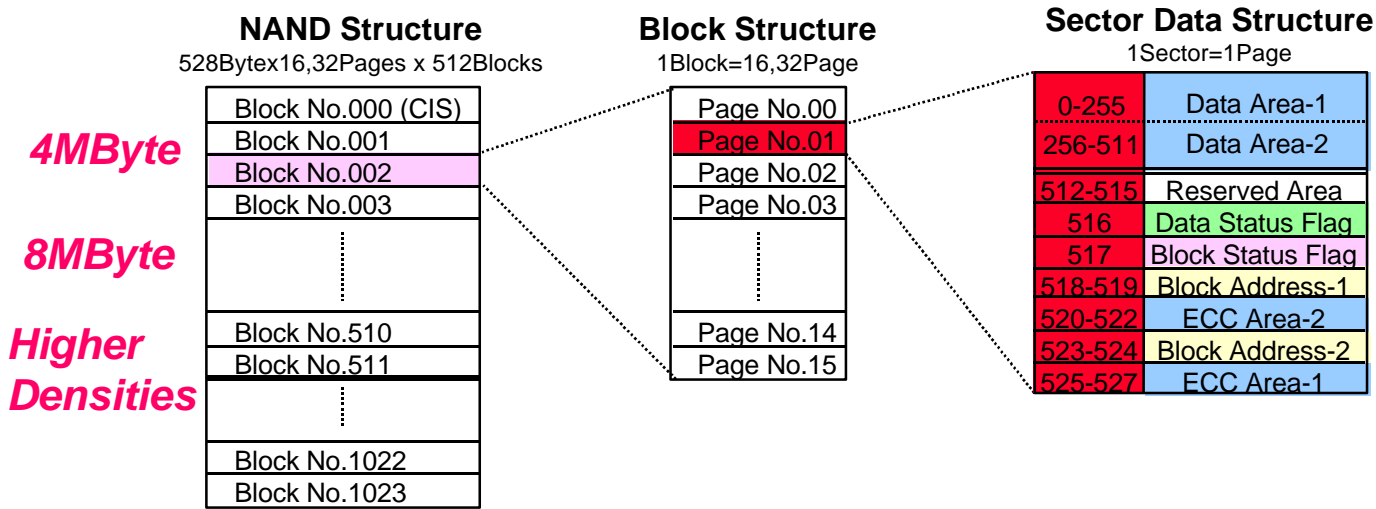 NAND Structure
528Bytex16,32Pages x 512Blocks
4MByte
8MByte
Higher
Densities
Block No.000 (CIS)
Block No.001
Block No.002
Block No.003
Block No.510
Block No.511
Block No.1022
Block No.1023
Block Structure
1Block=16,32Page
Page No.00
Page No.01
Page No.02
Page No.03
Page No.14
Page No.15
Sector Data Structure
1Sector=1Page
0-255 Data Area-1
256-511 Data Area-2
512-515 Reserved Area
516 Data Status Flag
517 Block Status Flag
518-519 Block Address-1
520-522 ECC Area-2
523-524 Block Address-2
525-527 ECC Area-1